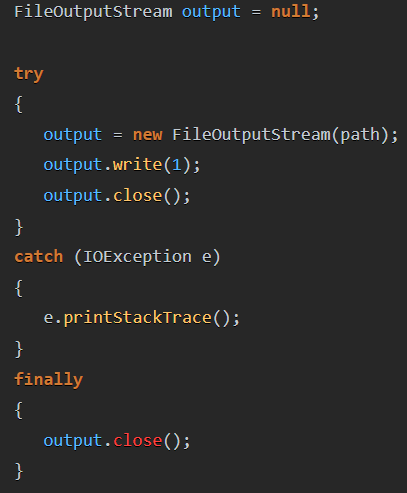 FileOutputStream output = null;

try
{
   output = new FileOutputStream(path);
   output.write(1);
   output.close();
}
catch (IOException e)
{
   e.printStackTrace();
}
finally
{
   output.close();
}